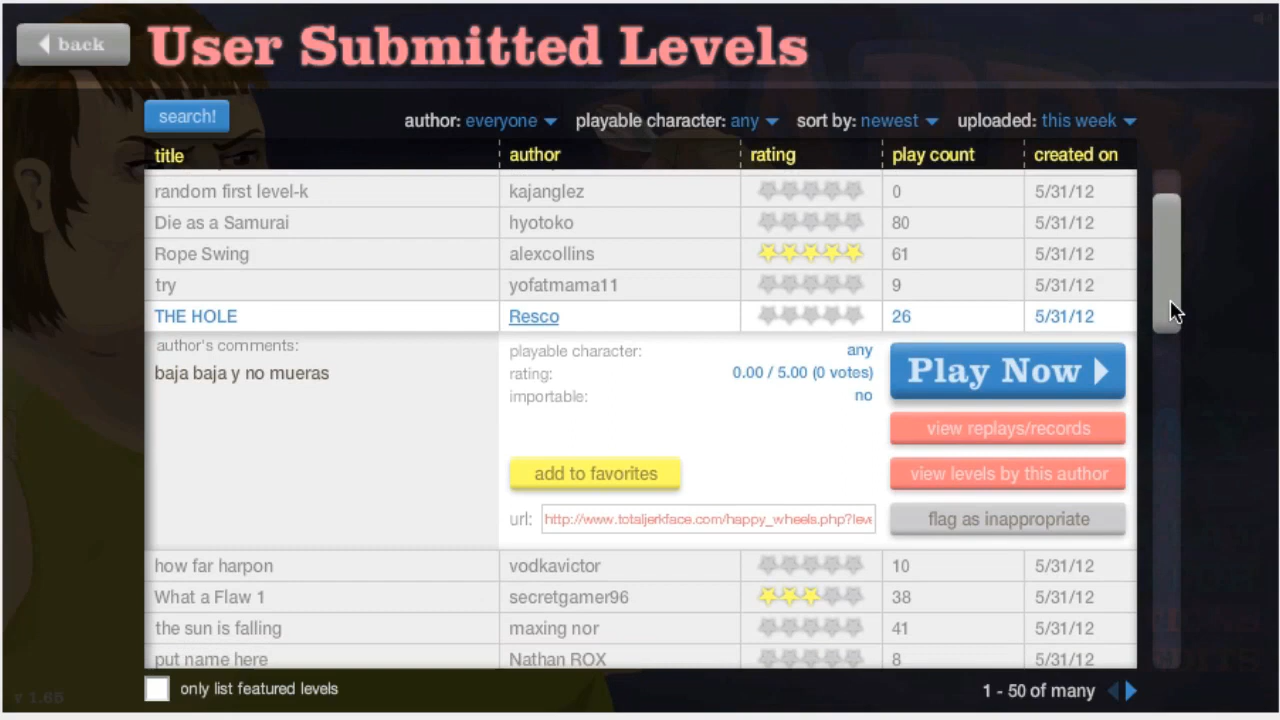 back
User Submitted Levels
search!
author: everyone playable character: any sort by: newest uploaded: this week
title author rating play count created on
random first level-k kajanglez 0 5/31/12
Die as a Samurai hyotoko 80 5/31/12
Rope Swing alexcollins 61 5/31/12
try yofatmama11 9 5/31/12
THE HOLE Resco 26 5/31/12
author's comments:
baja baja y no mueras
playable character: any
rating: 0.00 / 5.00 (0 votes)
importable: no
Play Now
view replays/records
add to favorites
view levels by this author
url: http://www.totaljerkface.com/happy_wheels.php?leve
flag as inappropriate
how far harpon vodkavictor 10 5/31/12
What a Flaw 1 secretgamer96 38 5/31/12
the sun is falling maxing nor 41 5/31/12
put name here Nathan ROX 8 5/31/12
only list featured levels
1 - 50 of many
v 1.65